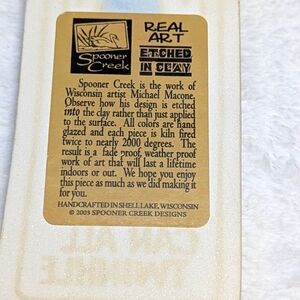 REAL
ART
ETCHED
IN CLAY
Spooner
Creek
Spooner Creek is the work of
Wisconsin artist Michael Macone.
Observe how his design is etched
into the clay rather than just applied
to the surface. All colors are hand
glazed and each piece is kiln fired
twice to nearly 2000 degrees. The
result is a fade proof, weather proof
work of art that will last a lifetime
indoors or out. We hope you enjoy
this piece as much as we did making it
for you.
HANDCRAFTED IN SHELL LAKE, WISCONSIN
© 2003 SPOONER CREEK DESIGNS